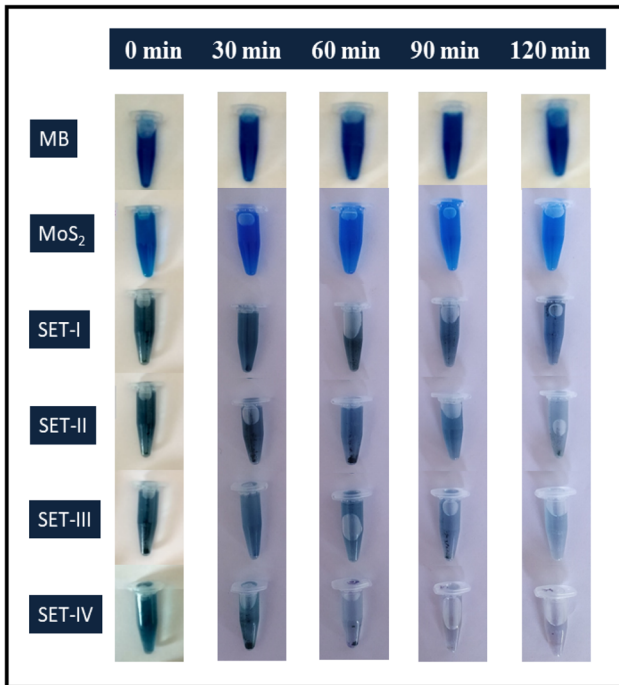 0 min 30 min 60 min 90 min 120 min
MB
MoS₂
SET-I
SET-II
SET-III
SET-IV